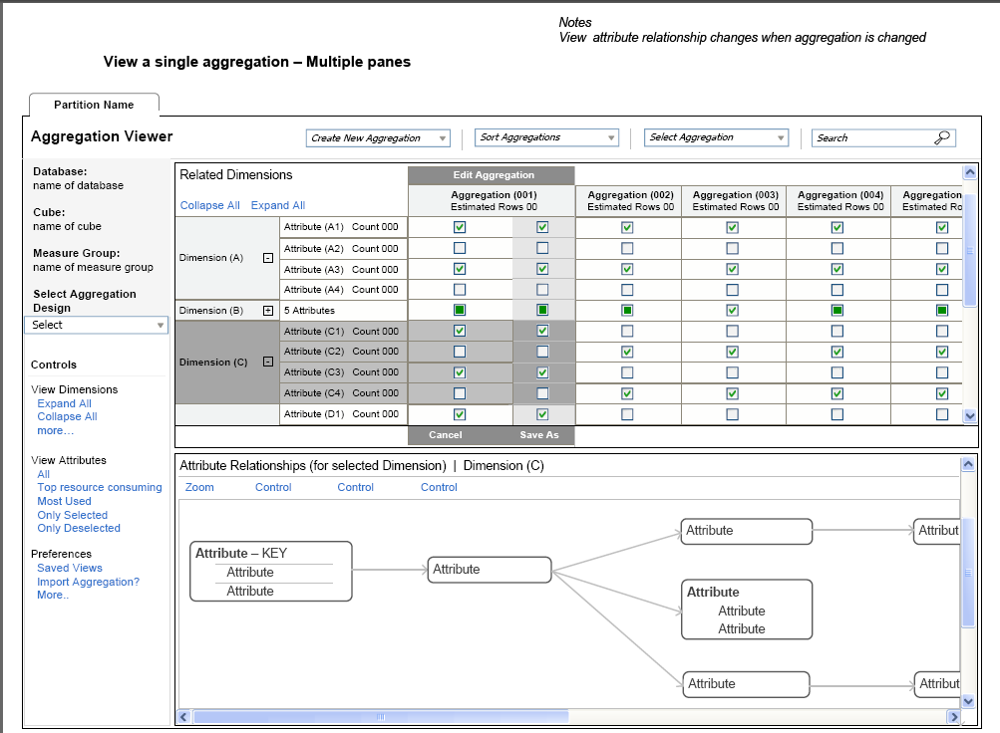 Notes
View attribute relationship changes when aggregation is changed
View a single aggregation – Multiple panes
Partition Name
Aggregation Viewer
Create New Aggregation
Sort Aggregations
Select Aggregation
Search
Database:
name of database
Cube:
name of cube
Measure Group:
name of measure group
Select Aggregation
Design
Select
Controls
View Dimensions
Expand All
Collapse All
more...
View Attributes
All
Top resource consuming
Most Used
Only Selected
Only Deselected
Preferences
Saved Views
Import Aggregation?
More..
Related Dimensions
Collapse All Expand All
Edit Aggregation
Aggregation (001)
Estimated Rows 00
Aggregation (002)
Estimated Rows 00
Aggregation (003)
Estimated Rows 00
Aggregation (004)
Estimated Rows 00
Aggregation
Estimated Ro
Dimension (A)
Attribute (A1) Count 000
Attribute (A2) Count 000
Attribute (A3) Count 000
Attribute (A4) Count 000
Dimension (B) + 5 Attributes
Dimension (C)
Attribute (C1) Count 000
Attribute (C2) Count 000
Attribute (C3) Count 000
Attribute (C4) Count 000
Attribute (D1) Count 000
Cancel Save As
Attribute Relationships (for selected Dimension) | Dimension (C)
Zoom Control Control Control
Attribute – KEY
Attribute
Attribute
Attribute
Attribute
Attribut
Attribute
Attribute
Attribute
Attribute
Attribut